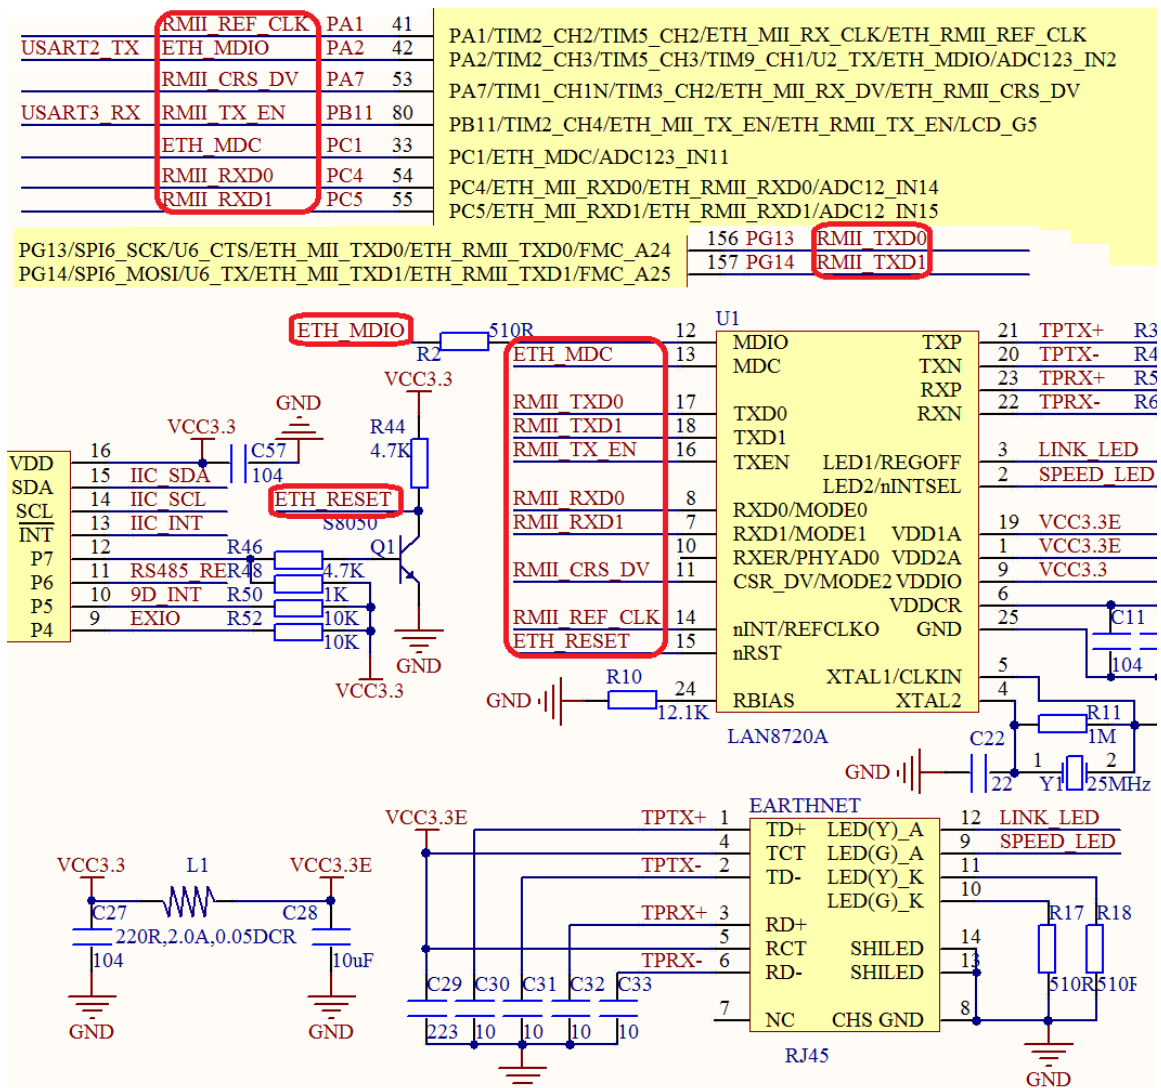 RMII_REF_CLK PA1 41
PA1/TIM2_CH2/TIM5_CH2/ETH_MII_RX_CLK/ETH_RMII_REF_CLK
USART2_TX ETH_MDIO PA2 42
PA2/TIM2_CH3/TIM5_CH3/TIM9_CH1/U2_TX/ETH_MDIO/ADC123_IN2
RMII_CRS_DV PA7 53
PA7/TIM1_CH1N/TIM3_CH2/ETH_MII_RX_DV/ETH_RMII_CRS_DV
USART3_RX RMII_TX_EN PB11 80
PB11/TIM2_CH4/ETH_MII_TX_EN/ETH_RMII_TX_EN/LCD_G5
ETH_MDC PC1 33
PC1/ETH_MDC/ADC123_IN11
RMII_RXD0 PC4 54
PC4/ETH_MII_RXD0/ETH_RMII_RXD0/ADC12_IN14
RMII_RXD1 PC5 55
PC5/ETH_MII_RXD1/ETH_RMII_RXD1/ADC12_IN15
PG13/SPI6_SCK/U6_CTS/ETH_MII_TXD0/ETH_RMII_TXD0/FMC_A24
156 PG13 RMII_TXD0
PG14/SPI6_MOSI/U6_TX/ETH_MII_TXD1/ETH_RMII_TXD1/FMC_A25
157 PG14 RMII_TXD1
U1
ETH_MDIO R2 510R 12 MDIO TXP 21 TPTX+ R3
ETH_MDC 13 MDC TXN 20 TPTX- R4
RXP 23 TPRX+ R5
RMII_TXD0 17 TXD0 RXN 22 TPRX- R6
RMII_TXD1 18 TXD1
RMII_TX_EN 16 TXEN LED1/REGOFF 3 LINK_LED
LED2/nINTSEL 2 SPEED_LED
RMII_RXD0 8 RXD0/MODE0
RMII_RXD1 7 RXD1/MODE1 VDD1A 19 VCC3.3E
10 RXER/PHYAD0 VDD2A 1 VCC3.3E
RMII_CRS_DV 11 CSR_DV/MODE2 VDDIO 9 VCC3.3
VDDCR 6
RMII_REF_CLK 14 nINT/REFCLKO GND 25 C11
ETH_RESET 15 nRST 104
XTAL1/CLKIN 5
GND R10 12.1K 24 RBIAS XTAL2 4
LAN8720A
R11
1M
C22
GND 22 1 Y1 2 25MHz
VCC3.3
GND R44
VCC3.3 4.7K
C57
104
VDD 16
SDA 15 IIC_SDA
SCL 14 IIC_SCL ETH_RESET
INT 13 IIC_INT S8050
P7 12 R46 Q1
P6 11 RS485_RE R48 4.7K
P5 10 9D_INT R50 1K
P4 9 EXIO R52 10K
10K
GND
VCC3.3
EARTHNET
VCC3.3E
TPTX+ 1 TD+ LED(Y)_A 12 LINK_LED
4 TCT LED(G)_A 9 SPEED_LED
TPTX- 2 TD- LED(Y)_K 11
LED(G)_K 10
TPRX+ 3 RD+ R17 R18
5 RCT SHILED 14
TPRX- 6 RD- SHILED 13
510R 510R
7 NC CHS GND 8
RJ45
GND
VCC3.3 L1 VCC3.3E
C27 C28
220R,2.0A,0.05DCR
104 10uF
GND GND
C29 C30 C31 C32 C33
223 10 10 10 10